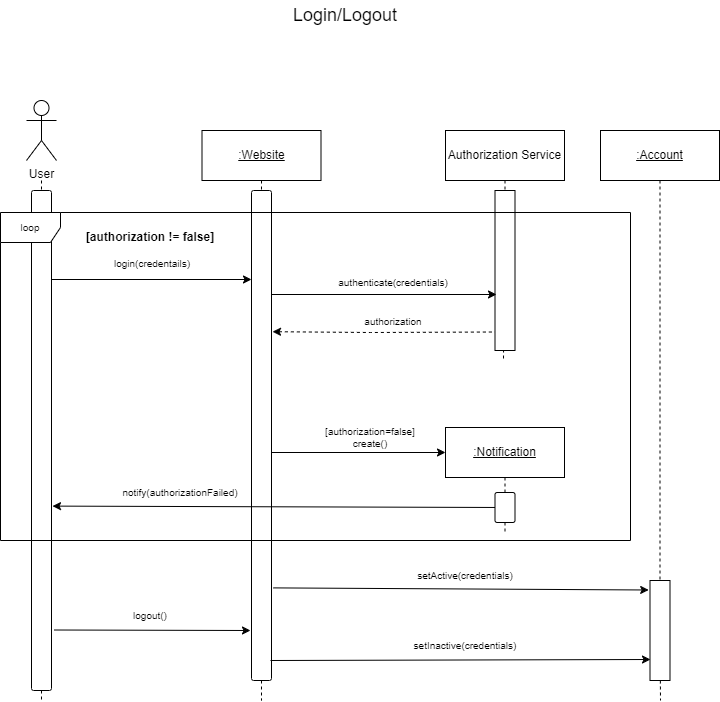 Login/Logout
User
:Website
Authorization Service
:Account
loop
[authorization != false]
login(credentails)
authenticate(credentials)
authorization
[authorization=false]
create()
:Notification
notify(authorizationFailed)
setActive(credentials)
logout()
setInactive(credentials)